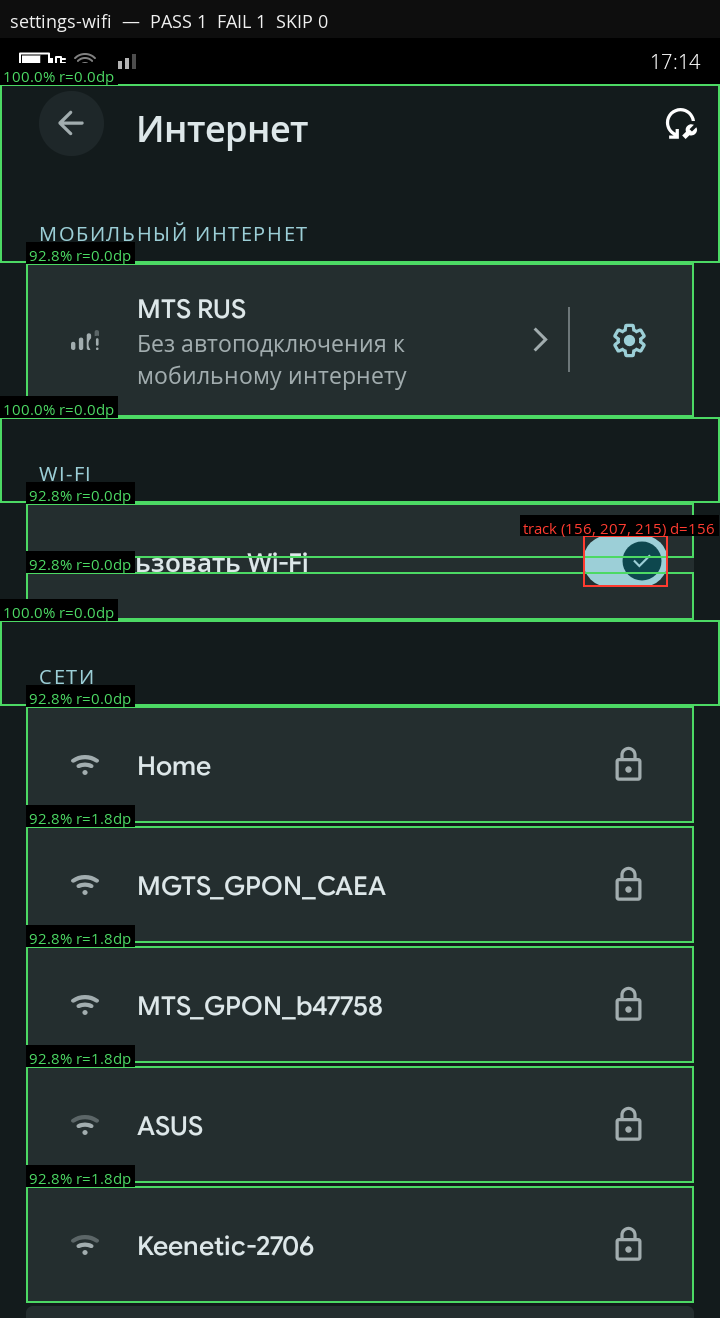 settings-wifi — PASS 1 FAIL 1 SKIP 0
17:14
100.0% r=0.0dp
Интернет
МОБИЛЬНЫЙ ИНТЕРНЕТ
92.8% r=0.0dp
MTS RUS
Без автоподключения к
мобильному интернету
100.0% r=0.0dp
WI-FI
92.8% r=0.0dp
track (156, 207, 215) d=156
92.8% r=0.0dp
ьзовать Wi-Fi
100.0% r=0.0dp
СЕТИ
92.8% r=0.0dp
Home
92.8% r=1.8dp
MGTS_GPON_CAEA
92.8% r=1.8dp
MTS_GPON_b47758
92.8% r=1.8dp
ASUS
92.8% r=1.8dp
Keenetic-2706